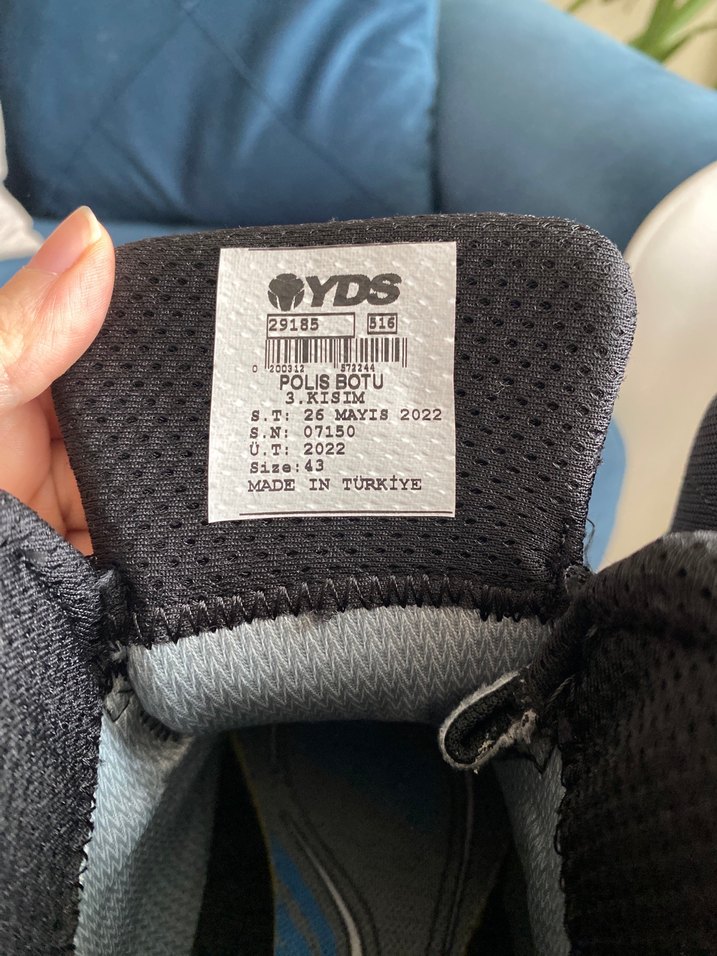 YDS
29185 516
0 200312 572244
POLIS BOTU
3.KISIM
S.T: 26 MAYIS 2022
S.N: 07150
Ü.T: 2022
Size:43
MADE IN TÜRKİYE